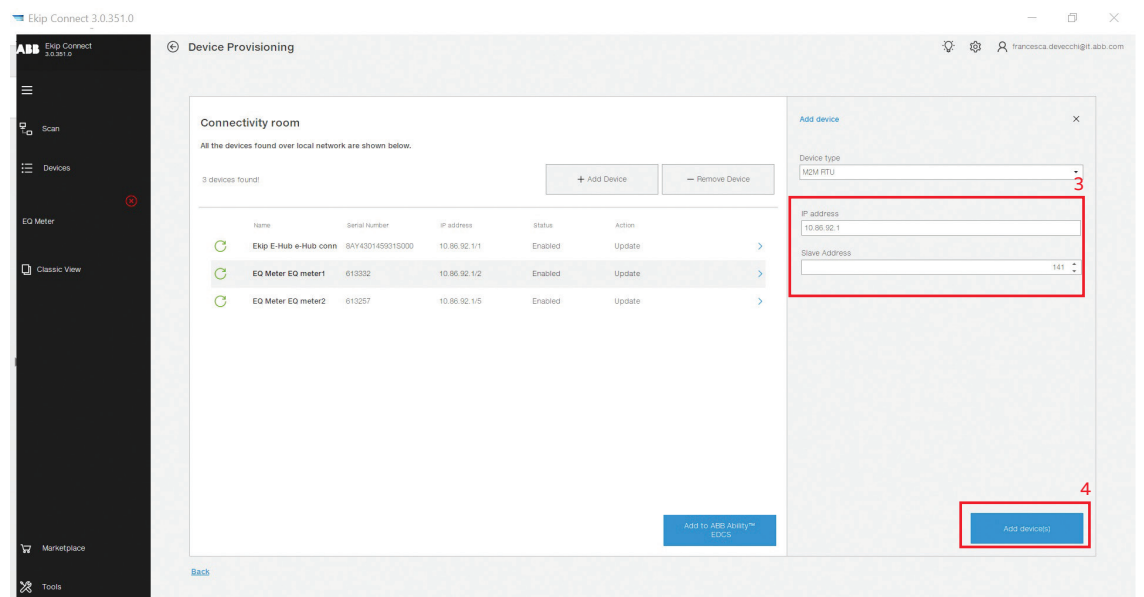 Ekip Connect 3.0.351.0
ABB Ekip Connect
3.0.351.0
Device Provisioning
francesca.devecchi@it.abb.com
Scan
Devices
EQ Meter
Classic View
Marketplace
Tools
Connectivity room
All the devices found over local network are shown below.
3 devices found!
+ Add Device
— Remove Device
Name Serial Number IP address Status Action
Ekip E-Hub e-Hub conn 8AY4301459315000 10.86.92.1/1 Enabled Update
EQ Meter EQ meter1 613332 10.86.92.1/2 Enabled Update
EQ Meter EQ meter2 613257 10.86.92.1/5 Enabled Update
Add to ABB Ability™
EDCS
Back
Add device
Device type
M2M RTU
3
IP address
10.86.92.1
Slave Address
141
4
Add device(s)